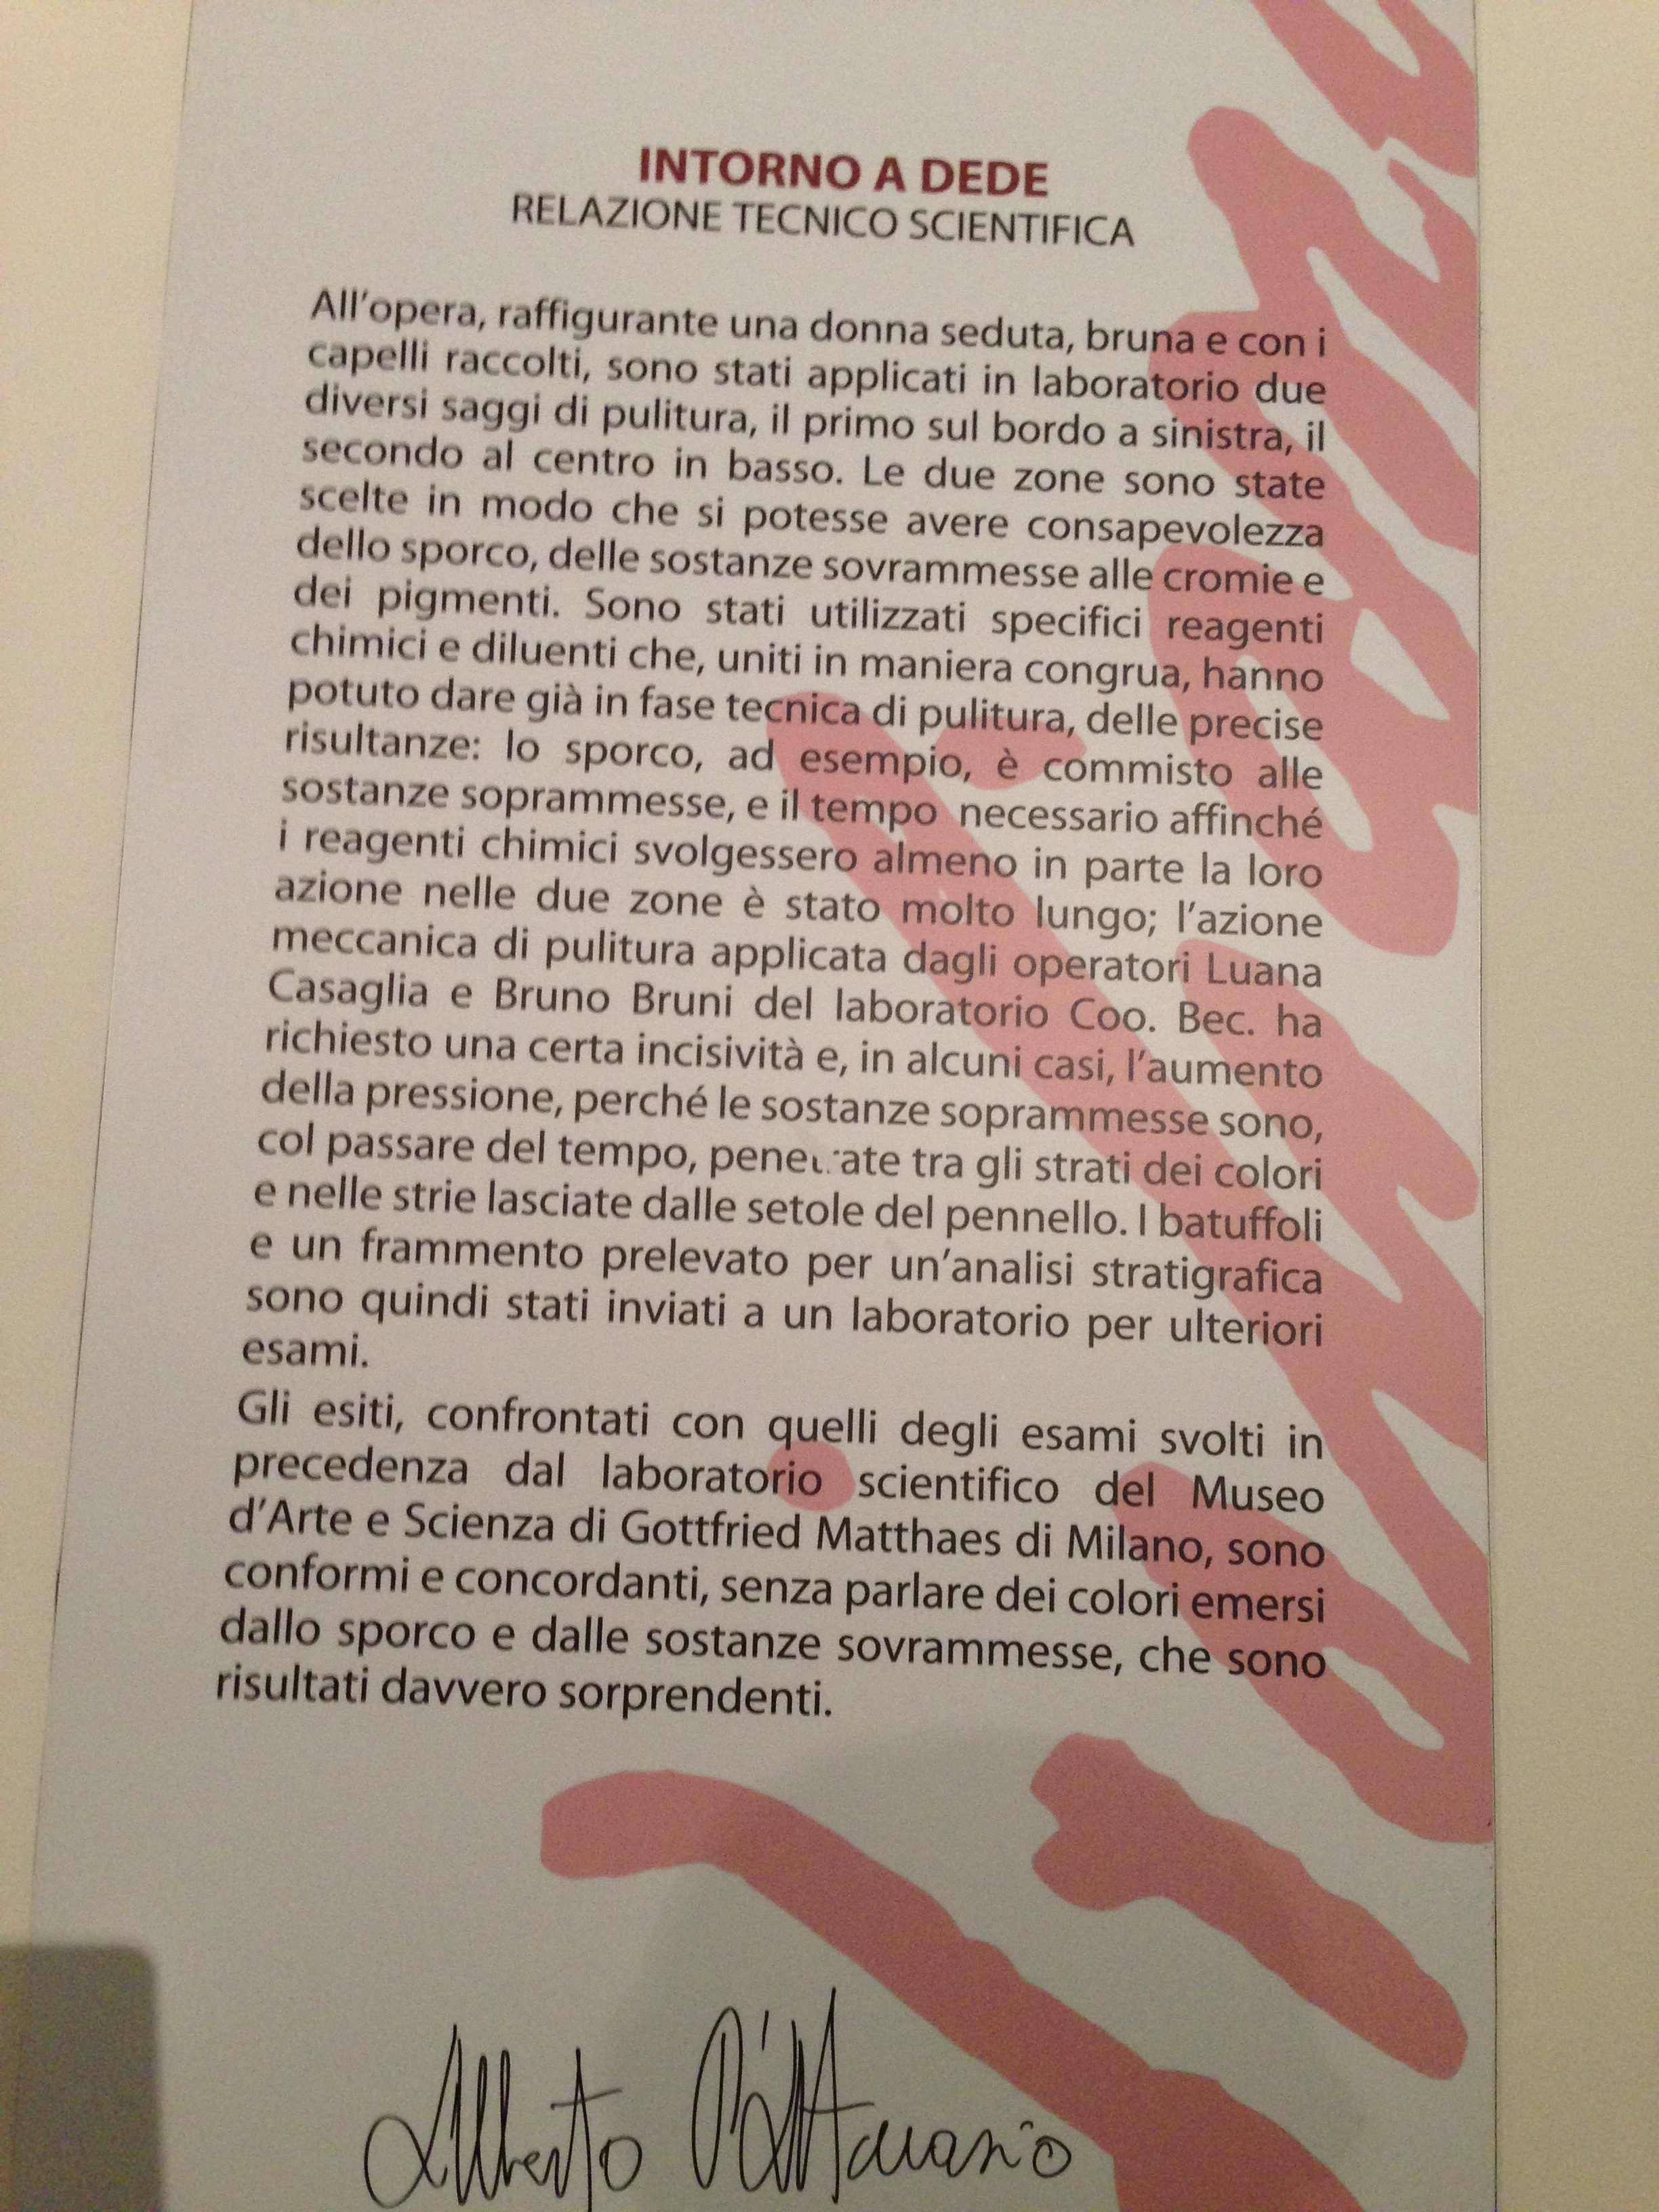 INTORNO A DEDE
RELAZIONE TECNICO SCIENTIFICA
All'opera, raffigurante una donna seduta, bruna e con i
capelli raccolti, sono stati applicati in laboratorio due
diversi saggi di pulitura, il primo sul bordo a sinistra, il
secondo al centro in basso. Le due zone sono state
scelte in modo che si potesse avere consapevolezza
dello sporco, delle sostanze sovrammesse alle cromie e
dei pigmenti. Sono stati utilizzati specifici reagenti
chimici e diluenti che, uniti in maniera congrua, hanno
potuto dare già in fase tecnica di pulitura, delle precise
risultanze: lo sporco, ad esempio, è commisto alle
sostanze soprammesse, e il tempo necessario affinché
i reagenti chimici svolgessero almeno in parte la loro
azione nelle due zone è stato molto lungo; l'azione
meccanica di pulitura applicata dagli operatori Luana
Casaglia e Bruno Bruni del laboratorio Coo. Bec. ha
richiesto una certa incisività e, in alcuni casi, l'aumento
della pressione, perché le sostanze soprammesse sono,
col passare del tempo, penetrate tra gli strati dei colori
e nelle strie lasciate dalle setole del pennello. I batuffoli
e un frammento prelevato per un'analisi stratigrafica
sono quindi stati inviati a un laboratorio per ulteriori
esami.
Gli esiti, confrontati con quelli degli esami svolti in
precedenza dal laboratorio scientifico del Museo
d'Arte e Scienza di Gottfried Matthaes di Milano, sono
conformi e concordanti, senza parlare dei colori emersi
dallo sporco e dalle sostanze sovrammesse, che sono
risultati davvero sorprendenti.
Alberto D'Atanasio